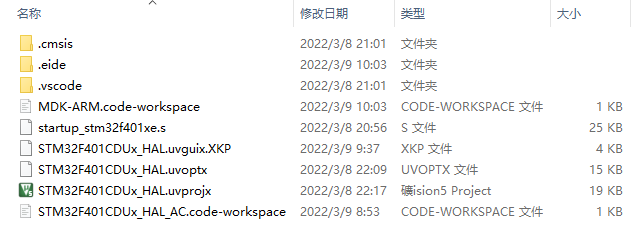 名称 修改日期 类型 大小
.cmsis 2022/3/8 21:01 文件夹
.eide 2022/3/9 10:03 文件夹
.vscode 2022/3/8 21:01 文件夹
MDK-ARM.code-workspace 2022/3/9 10:03 CODE-WORKSPACE 文件 1 KB
startup_stm32f401xe.s 2022/3/8 20:56 S 文件 25 KB
STM32F401CDUx_HAL.uvguix.XKP 2022/3/9 9:37 XKP 文件 4 KB
STM32F401CDUx_HAL.uvoptx 2022/3/8 22:09 UVOPTX 文件 15 KB
STM32F401CDUx_HAL.uvprojx 2022/3/8 22:17 礦ision5 Project 19 KB
STM32F401CDUx_HAL_AC.code-workspace 2022/3/9 8:53 CODE-WORKSPACE 文件 1 KB